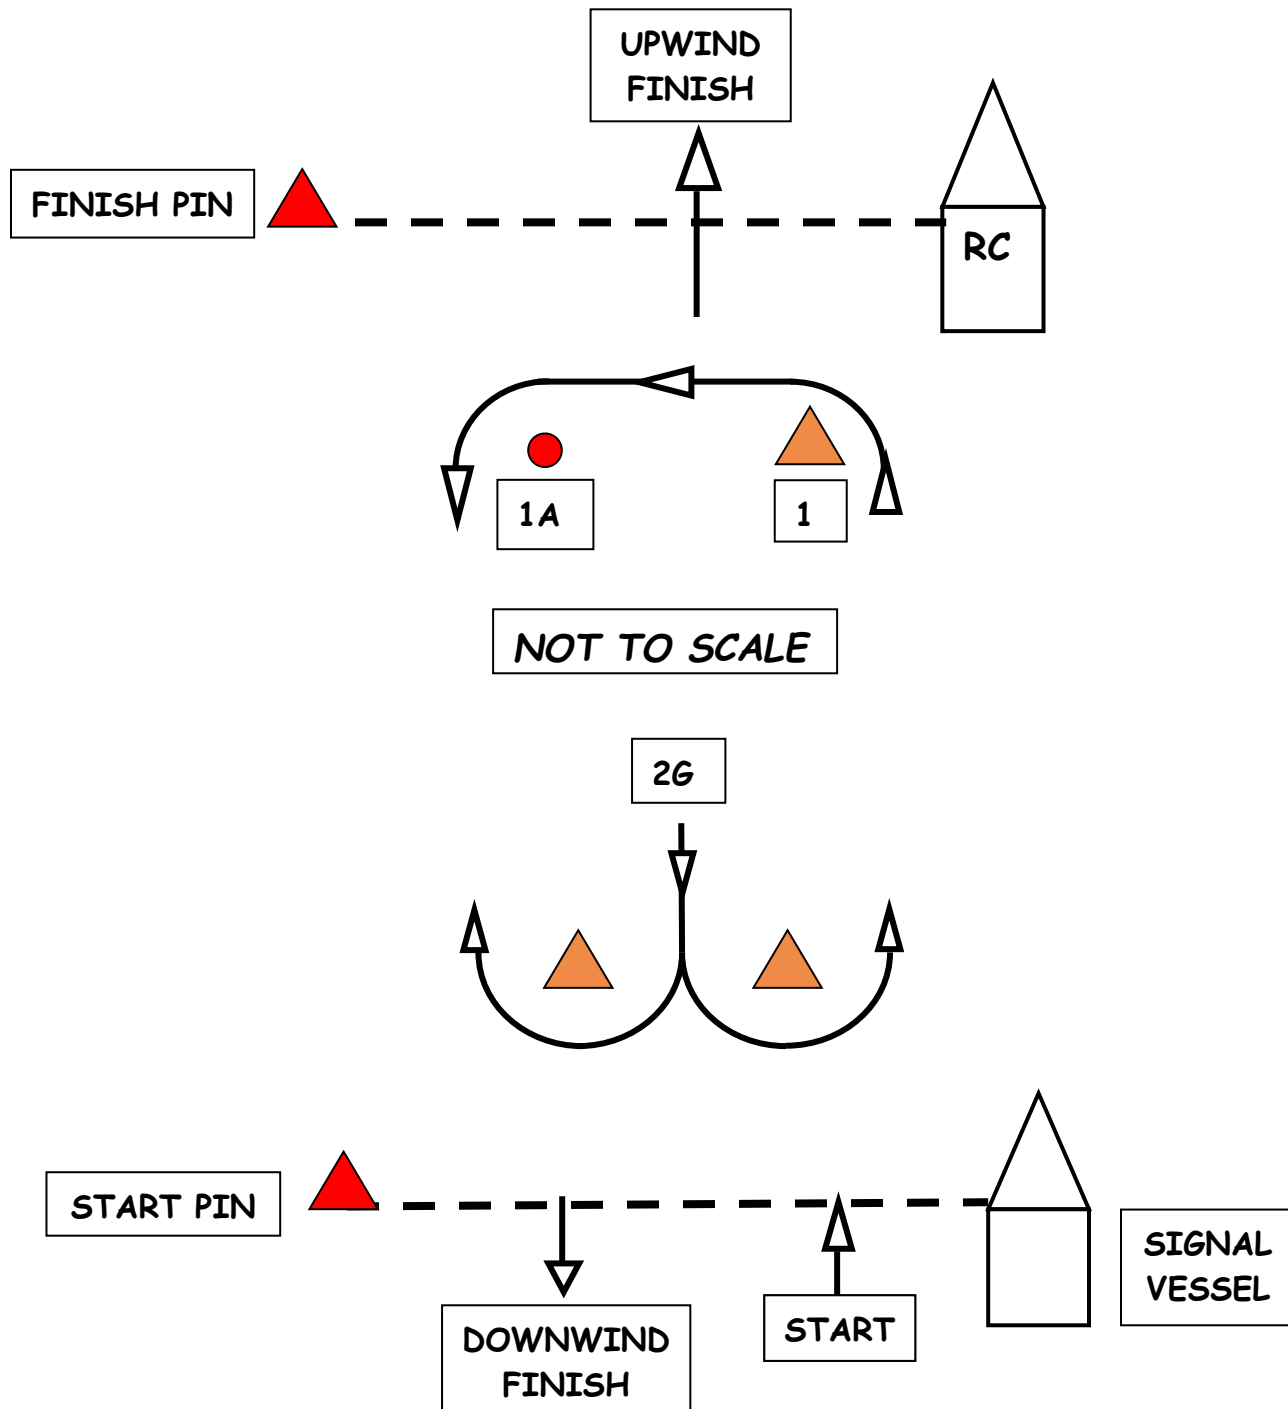 UPWIND
FINISH
FINISH PIN
RC
1A
1
NOT TO SCALE
2G
START PIN
SIGNAL
VESSEL
START
DOWNWIND
FINISH